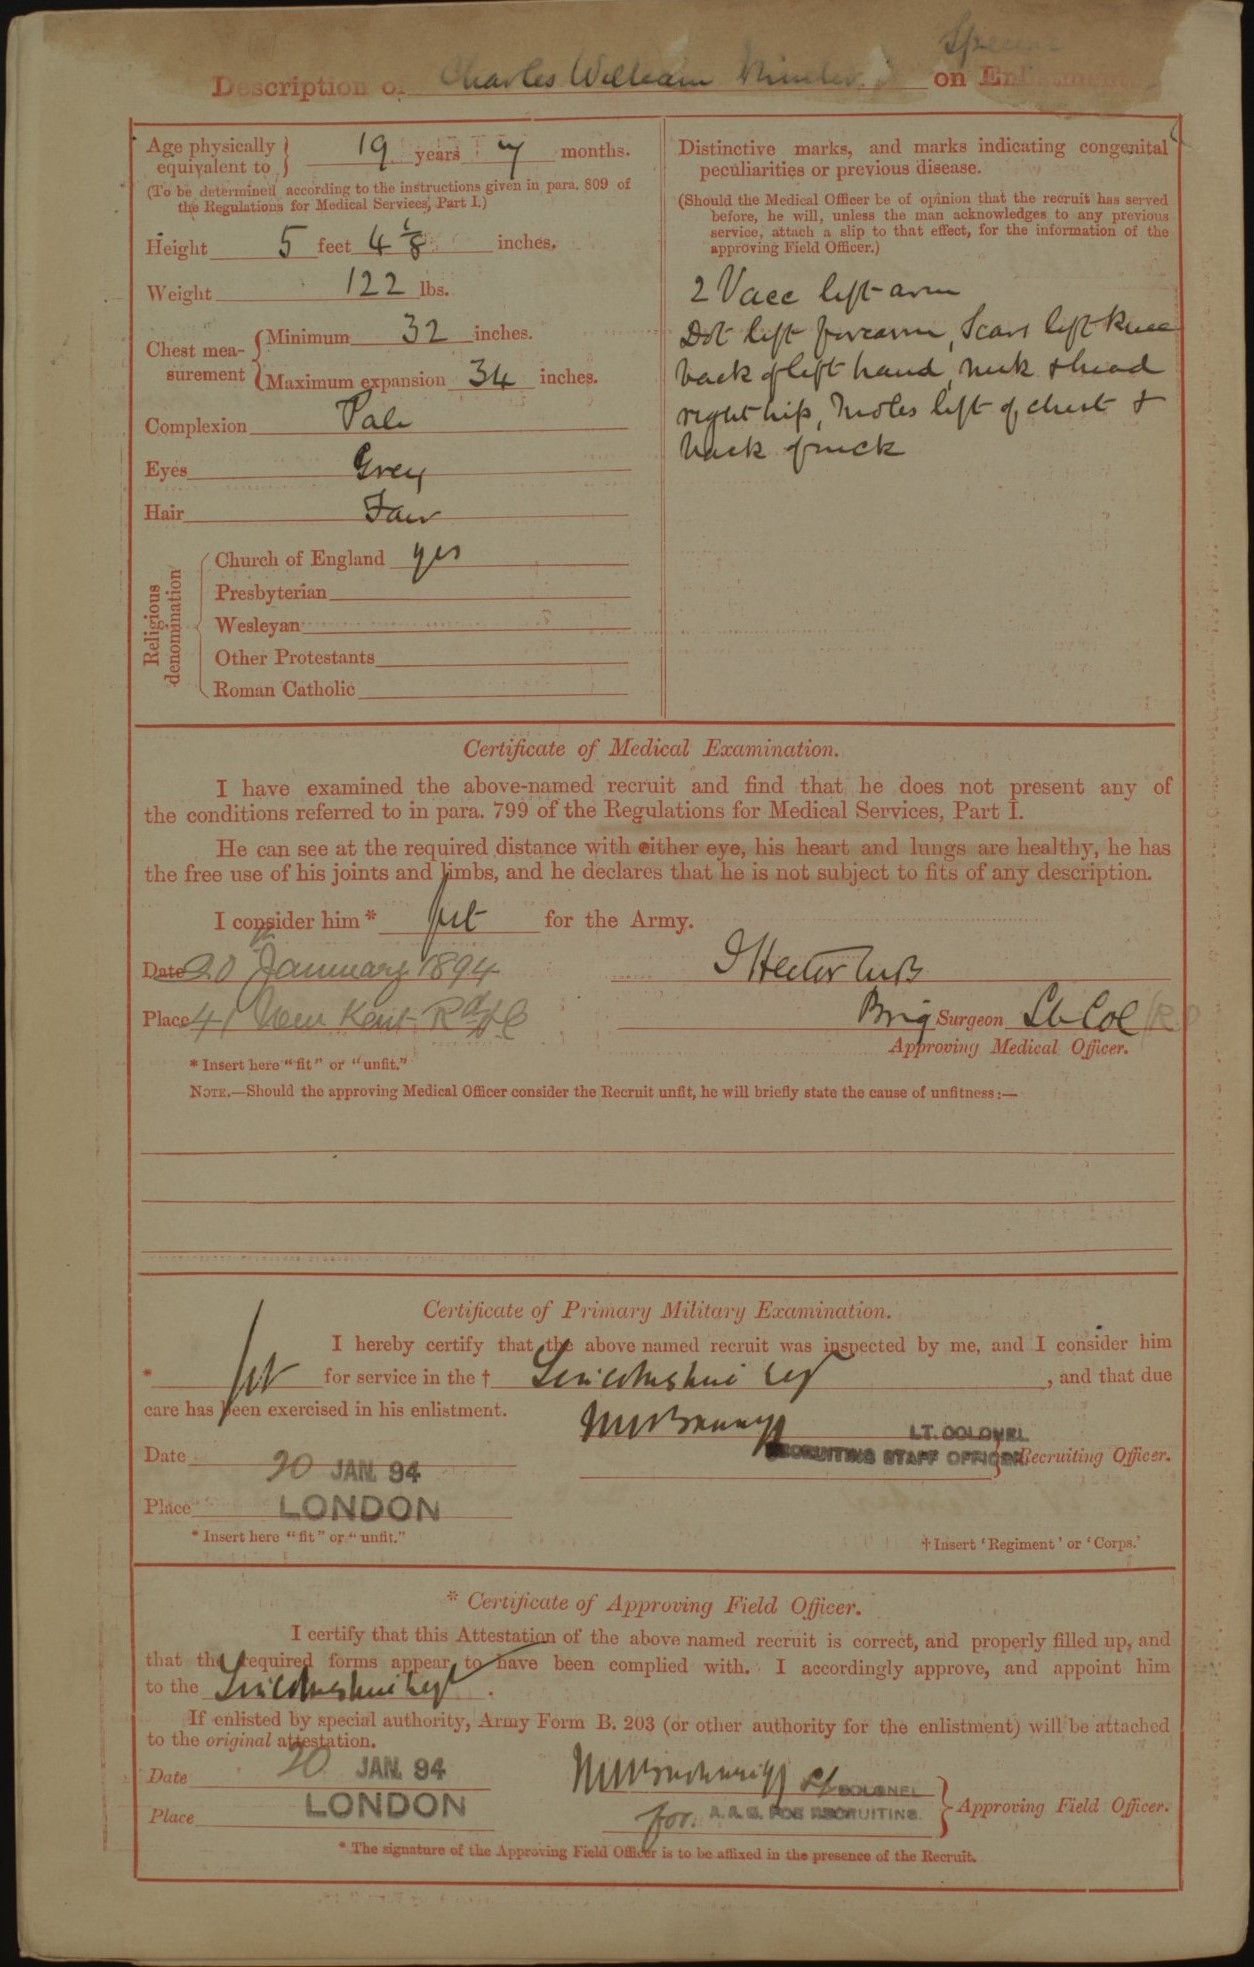 Description of Charles William on Enlistment.
Age physically equivalent to } 19 years 7 months.
(To be determined according to the instructions given in para. 809 of
the Regulations for Medical Services, Part I.)
Height 5 feet 4 1/8 inches.
Weight 122 lbs.
Chest measurement { Minimum 32 inches.
Maximum expansion 34 inches.
Complexion Pale
Eyes Grey
Hair Fair
Religious denomination
Church of England yes
Presbyterian
Wesleyan
Other Protestants
Roman Catholic
Distinctive marks, and marks indicating congenital
peculiarities or previous disease.
(Should the Medical Officer be of opinion that the recruit has served
before, he will, unless the man acknowledges to any previous
service, attach a slip to that effect, for the information of the
approving Field Officer.)
2 Vacc left arm
Dot left forearm, Scars left knee
back of left hand, neck & head
right hip, Moles left of chest &
back of neck
Certificate of Medical Examination.
I have examined the above-named recruit and find that he does not present any of
the conditions referred to in para. 799 of the Regulations for Medical Services, Part I.
He can see at the required distance with either eye, his heart and lungs are healthy, he has
the free use of his joints and limbs, and he declares that he is not subject to fits of any description.
I consider him * fit for the Army.
Date 20th January 1894
Place 41 New Kent Rd
Brig Surgeon Lt Col
Approving Medical Officer.
* Insert here "fit" or "unfit."
NOTE.—Should the approving Medical Officer consider the Recruit unfit, he will briefly state the cause of unfitness:—
Certificate of Primary Military Examination.
I hereby certify that the above named recruit was inspected by me, and I consider him
* fit for service in the † Lincolnshire Regt, and that due
care has been exercised in his enlistment.
LT. COLONEL
RECRUITING STAFF OFFICER } Recruiting Officer.
Date 20 JAN. 94
Place LONDON
* Insert here "fit" or "unfit."
† Insert 'Regiment' or 'Corps.'
* Certificate of Approving Field Officer.
I certify that this Attestation of the above named recruit is correct, and properly filled up, and
that the required forms appear to have been complied with. I accordingly approve, and appoint him
to the Lincolnshire Regt.
If enlisted by special authority, Army Form B. 203 (or other authority for the enlistment) will be attached
to the original attestation.
Date 20 JAN. 94
Place LONDON
Lt COLONEL
for. A. A. G. FOR RECRUITING. } Approving Field Officer.
* The signature of the Approving Field Officer is to be affixed in the presence of the Recruit.